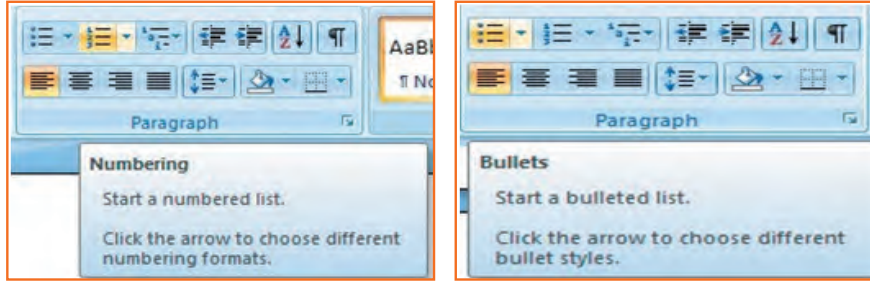 AaBl
¶ No
Paragraph
Numbering
Start a numbered list.
Click the arrow to choose different
numbering formats.
Paragraph
Bullets
Start a bulleted list.
Click the arrow to choose different
bullet styles.